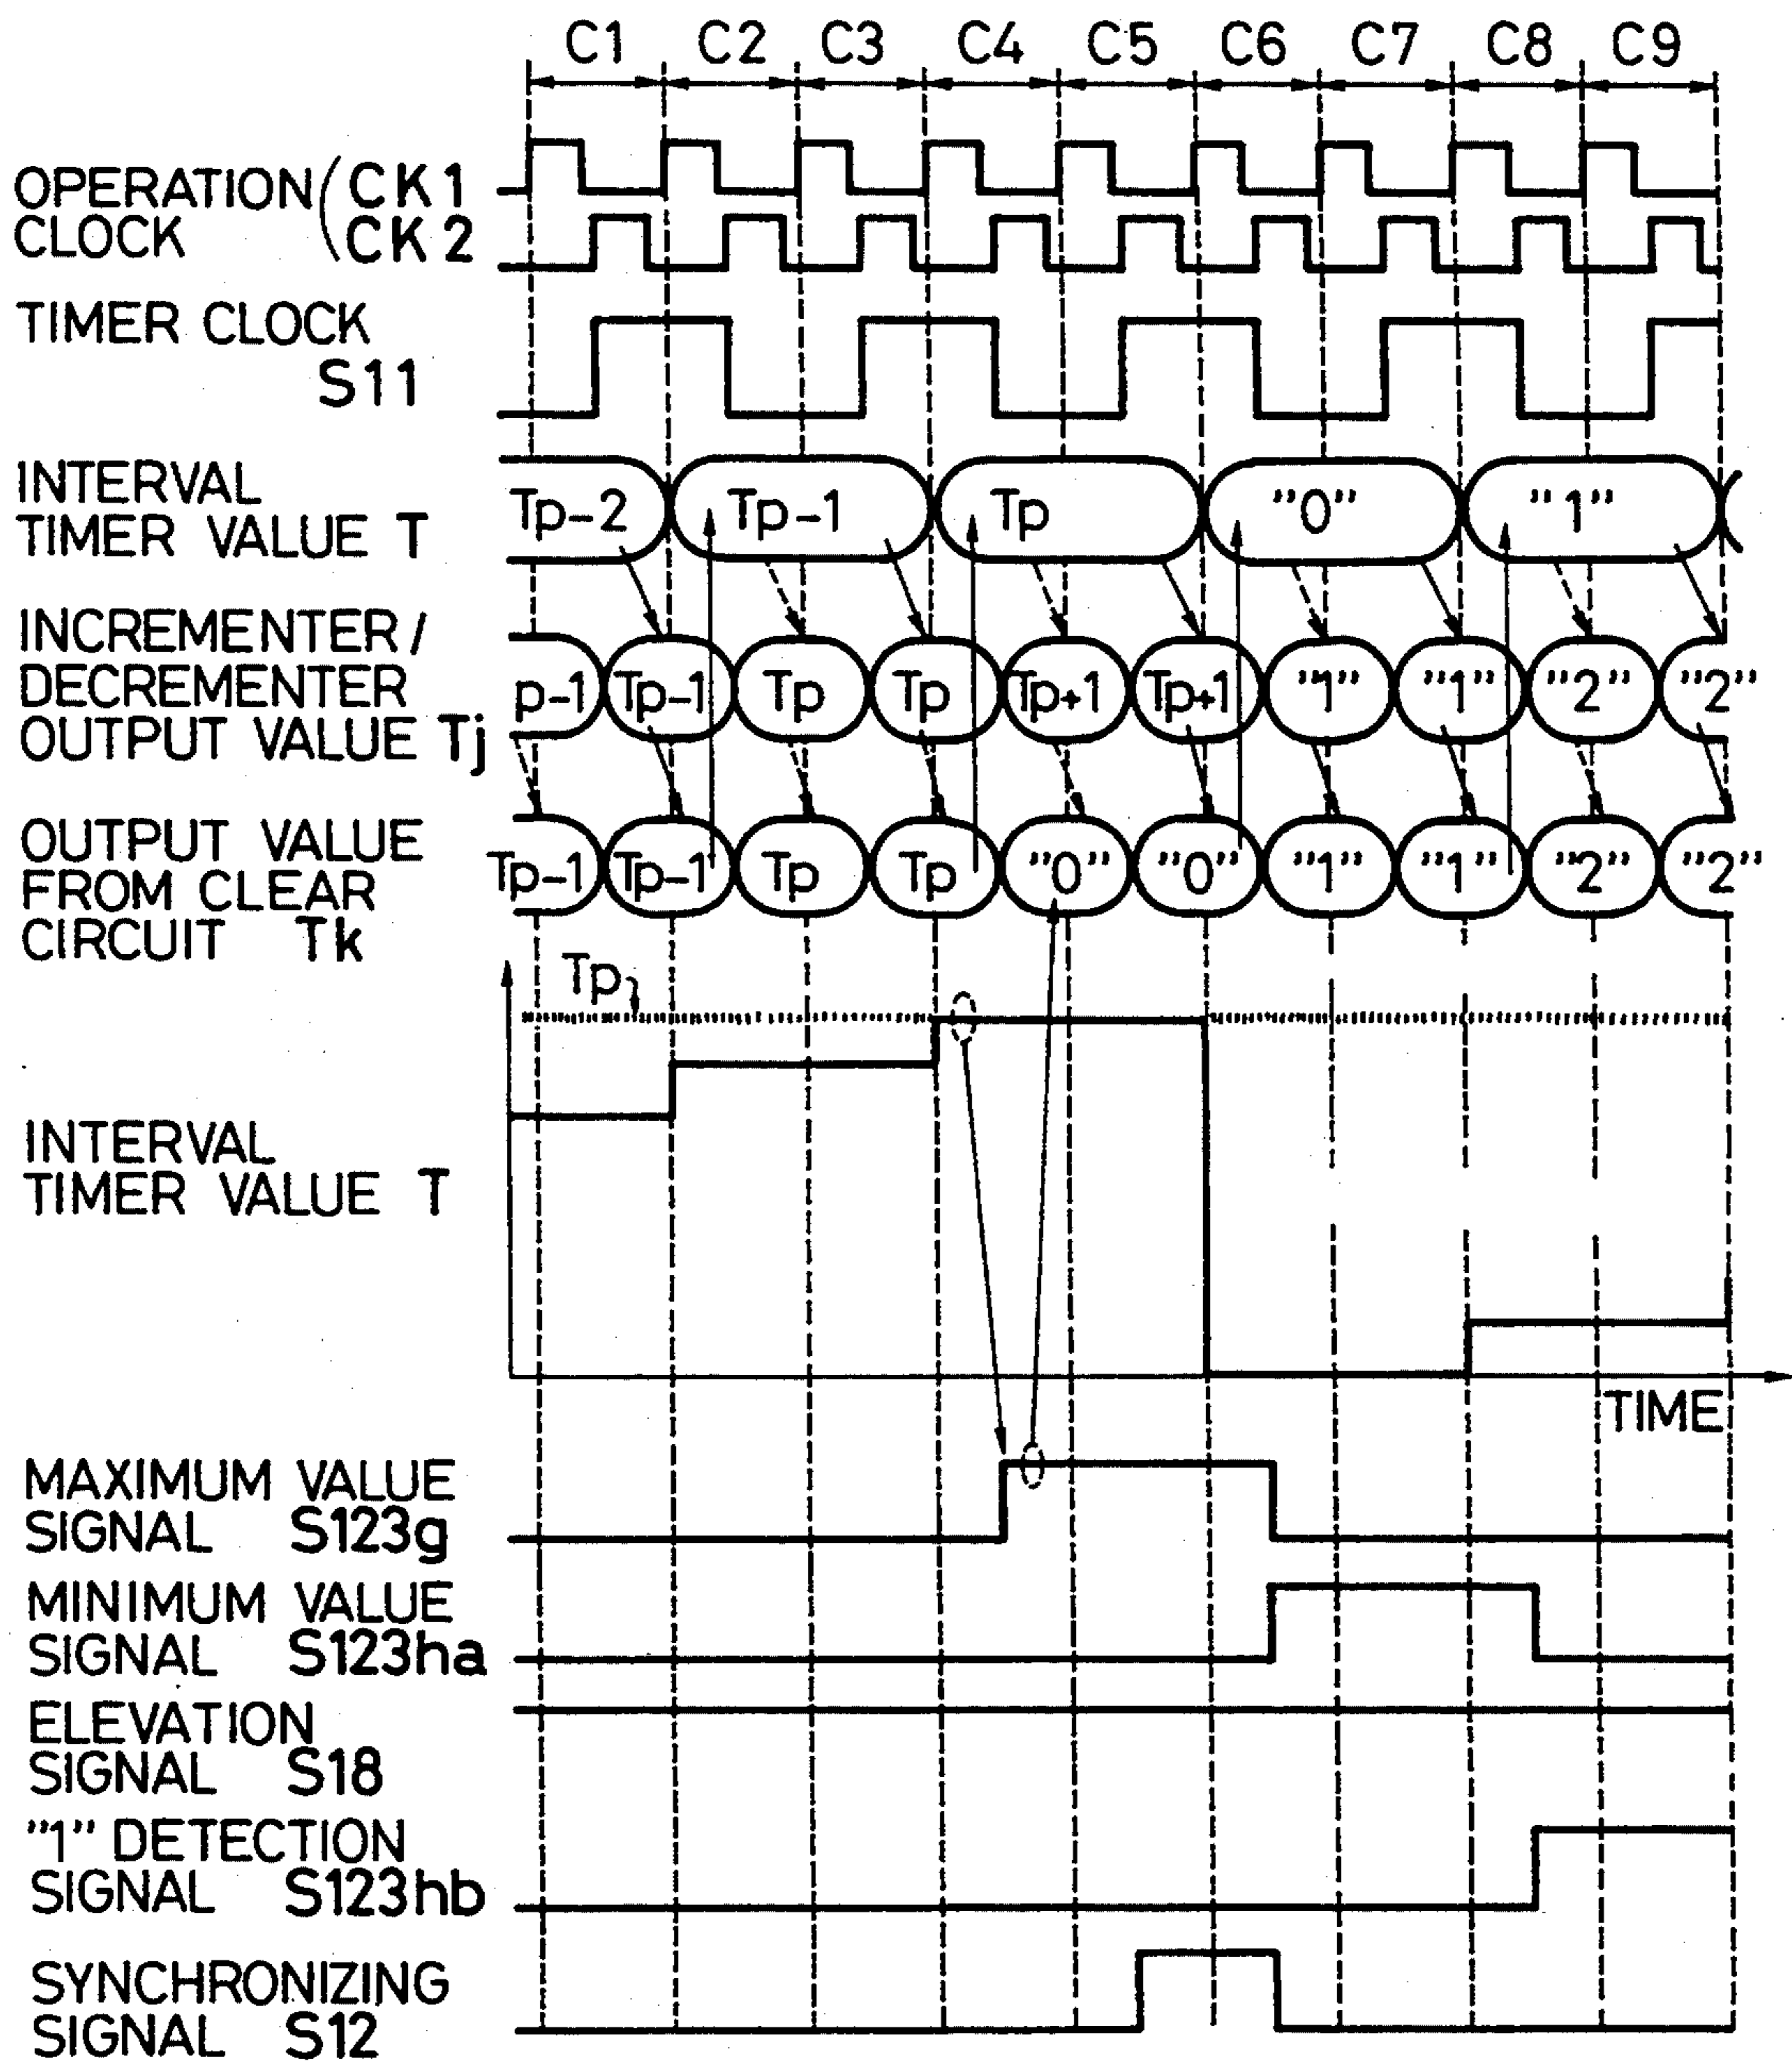 C1 C2 C3 C4 C5 C6 C7 C8 C9
OPERATION ( CK1
CLOCK ( CK2
TIMER CLOCK
S11
INTERVAL
TIMER VALUE T
Tp-2 Tp-1 Tp "0" "1"
INCREMENTER/
DECREMENTER
OUTPUT VALUE Tj
p-1 Tp-1 Tp Tp Tp+1 Tp+1 "1" "1" "2" "2"
OUTPUT VALUE
FROM CLEAR
CIRCUIT Tk
Tp-1 Tp-1 Tp Tp "0" "0" "1" "1" "2" "2"
Tp
INTERVAL
TIMER VALUE T
TIME
MAXIMUM VALUE
SIGNAL S123g
MINIMUM VALUE
SIGNAL S123ha
ELEVATION
SIGNAL S18
"1" DETECTION
SIGNAL S123hb
SYNCHRONIZING
SIGNAL S12